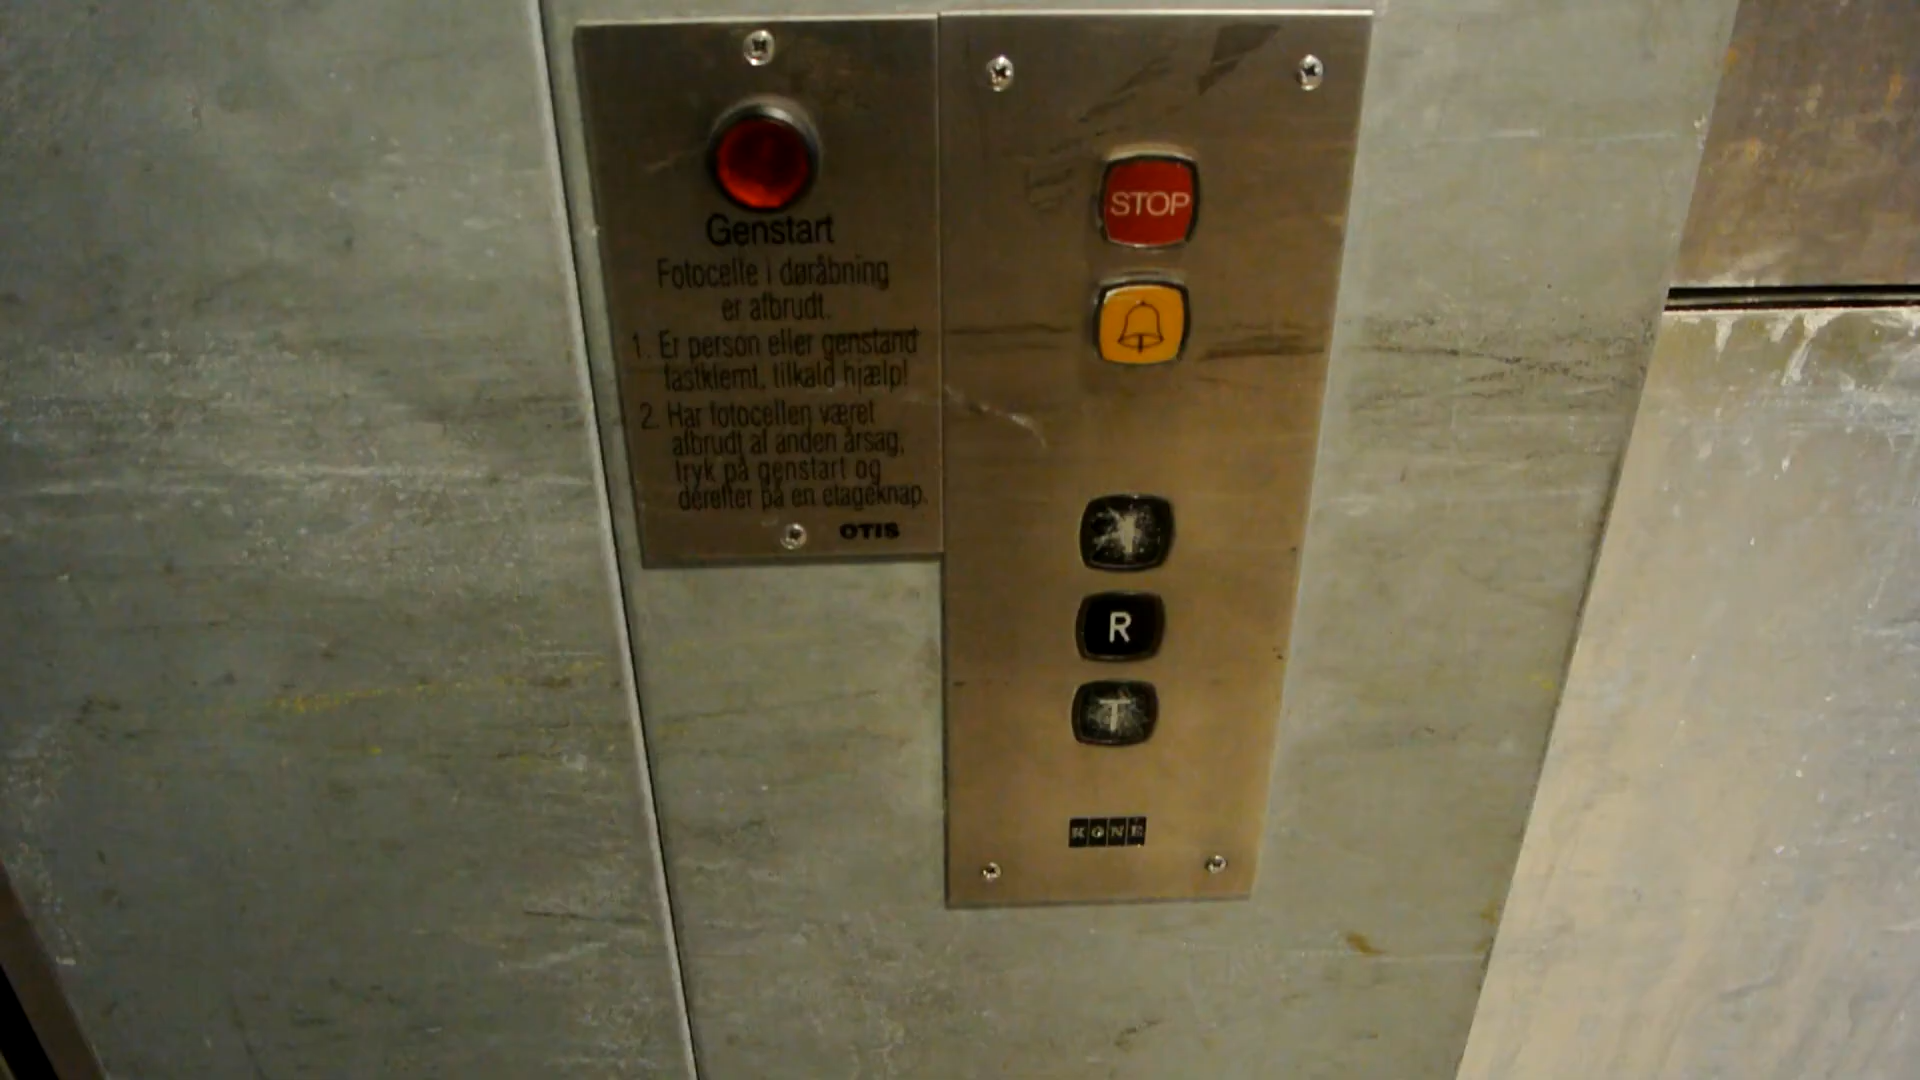 Genstart
Fotocelle i døråbning
er afbrudt.
1. Er person eller genstand
fastklemt, tilkald hjælp!
2. Har fotocellen været
afbrudt af anden årsag,
tryk på genstart og
derefter på en etageknap.
OTIS
STOP
1
R
T
KONE